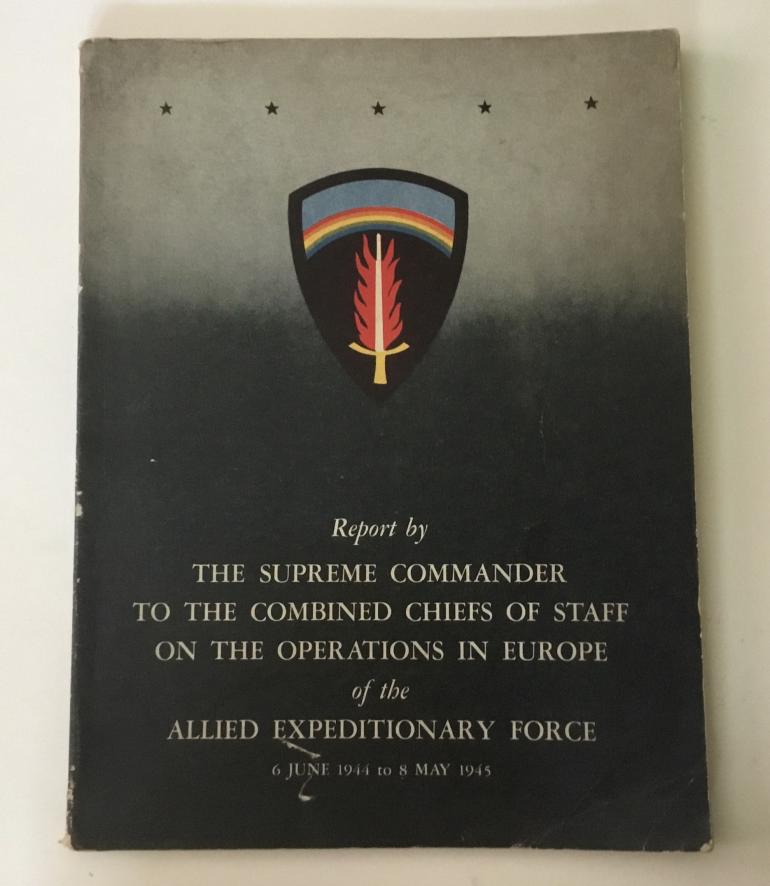 Report by
THE SUPREME COMMANDER
TO THE COMBINED CHIEFS OF STAFF
ON THE OPERATIONS IN EUROPE
of the
ALLIED EXPEDITIONARY FORCE
6 JUNE 1944 to 8 MAY 1945